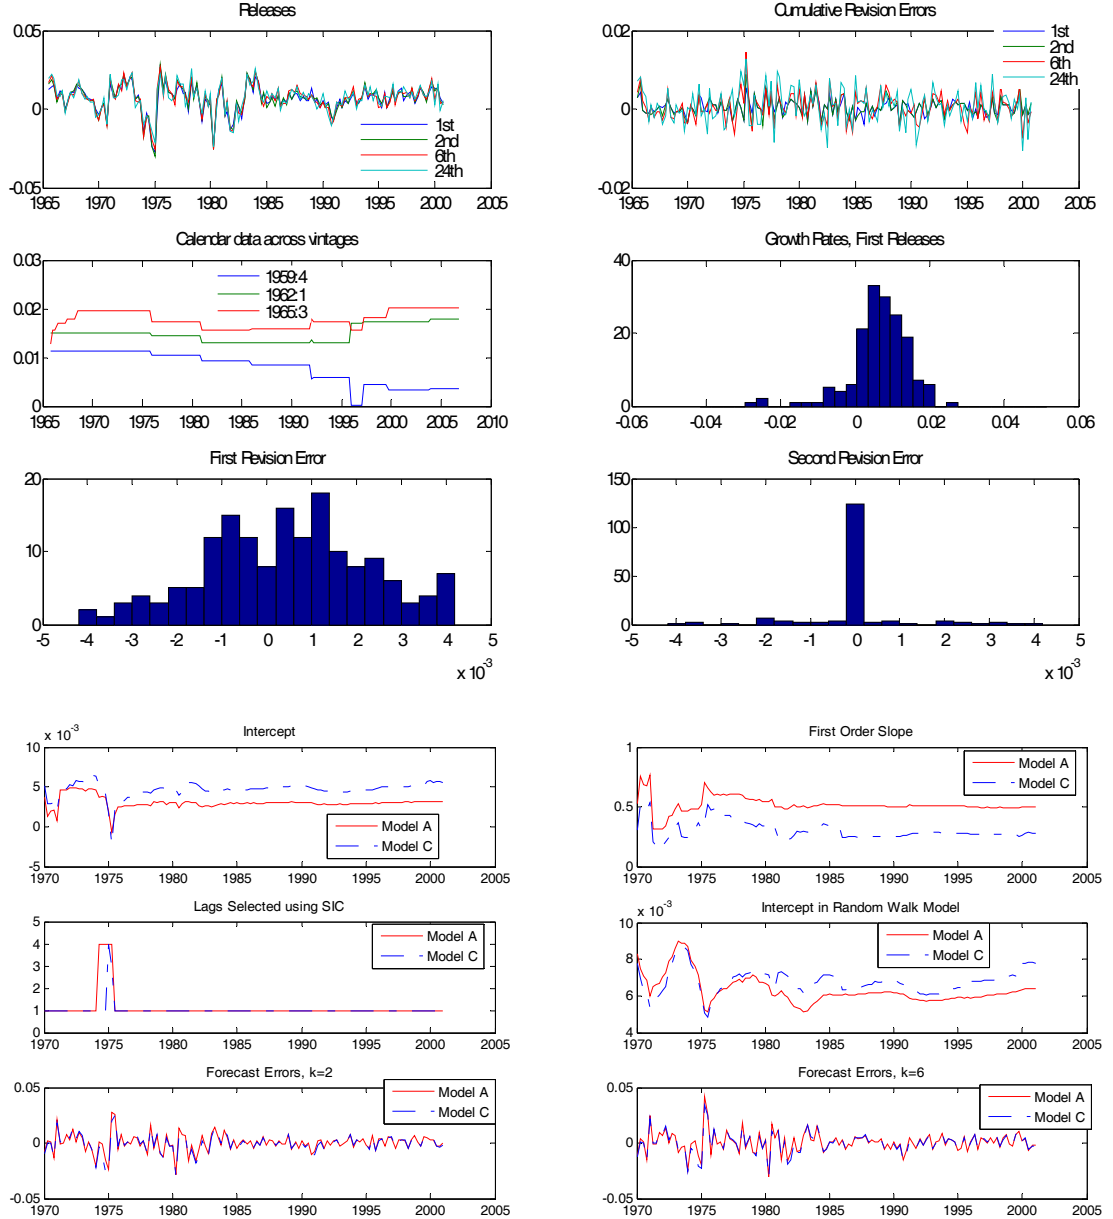 Releases
0.05
0
-0.05
1965 1970 1975 1980 1985 1990 1995 2000 2005
1st
2nd
6th
24th
Cumulative Revision Errors
0.02
0
-0.02
1965 1970 1975 1980 1985 1990 1995 2000 2005
1st
2nd
6th
24th
Calendar data across vintages
0.03
0.02
0.01
0
1965 1970 1975 1980 1985 1990 1995 2000 2005 2010
1959:4
1962:1
1965:3
Growth Rates, First Releases
40
20
0
-0.06 -0.04 -0.02 0 0.02 0.04 0.06
First Revision Error
20
10
0
-5 -4 -3 -2 -1 0 1 2 3 4 5
x 10-3
Second Revision Error
150
100
50
0
-5 -4 -3 -2 -1 0 1 2 3 4 5
x 10-3
x 10-3
Intercept
10
5
0
-5
1970 1975 1980 1985 1990 1995 2000 2005
Model A
Model C
First Order Slope
1
0.5
0
1970 1975 1980 1985 1990 1995 2000 2005
Model A
Model C
Lags Selected using SIC
5
4
3
2
1
0
1970 1975 1980 1985 1990 1995 2000 2005
Model A
Model C
x 10-3
Intercept in Random Walk Model
10
8
6
4
1970 1975 1980 1985 1990 1995 2000 2005
Model A
Model C
Forecast Errors, k=2
0.05
0
-0.05
1970 1975 1980 1985 1990 1995 2000 2005
Model A
Model C
Forecast Errors, k=6
0.05
0
-0.05
1970 1975 1980 1985 1990 1995 2000 2005
Model A
Model C